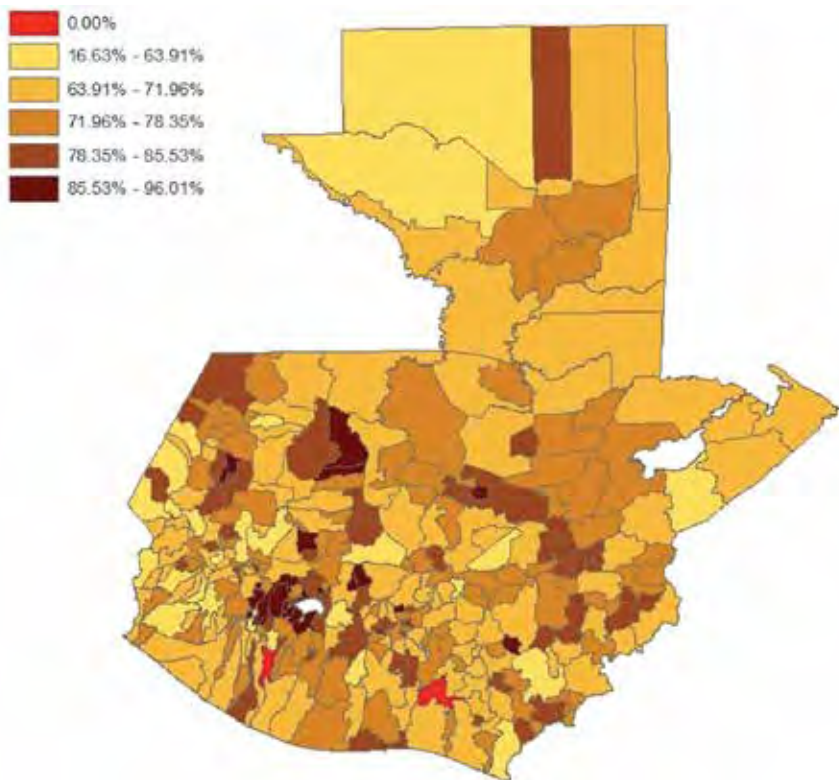 0.00%
16.63% - 63.91%
63.91% - 71.96%
71.96% - 78.35%
78.35% - 85.53%
85.53% - 96.01%